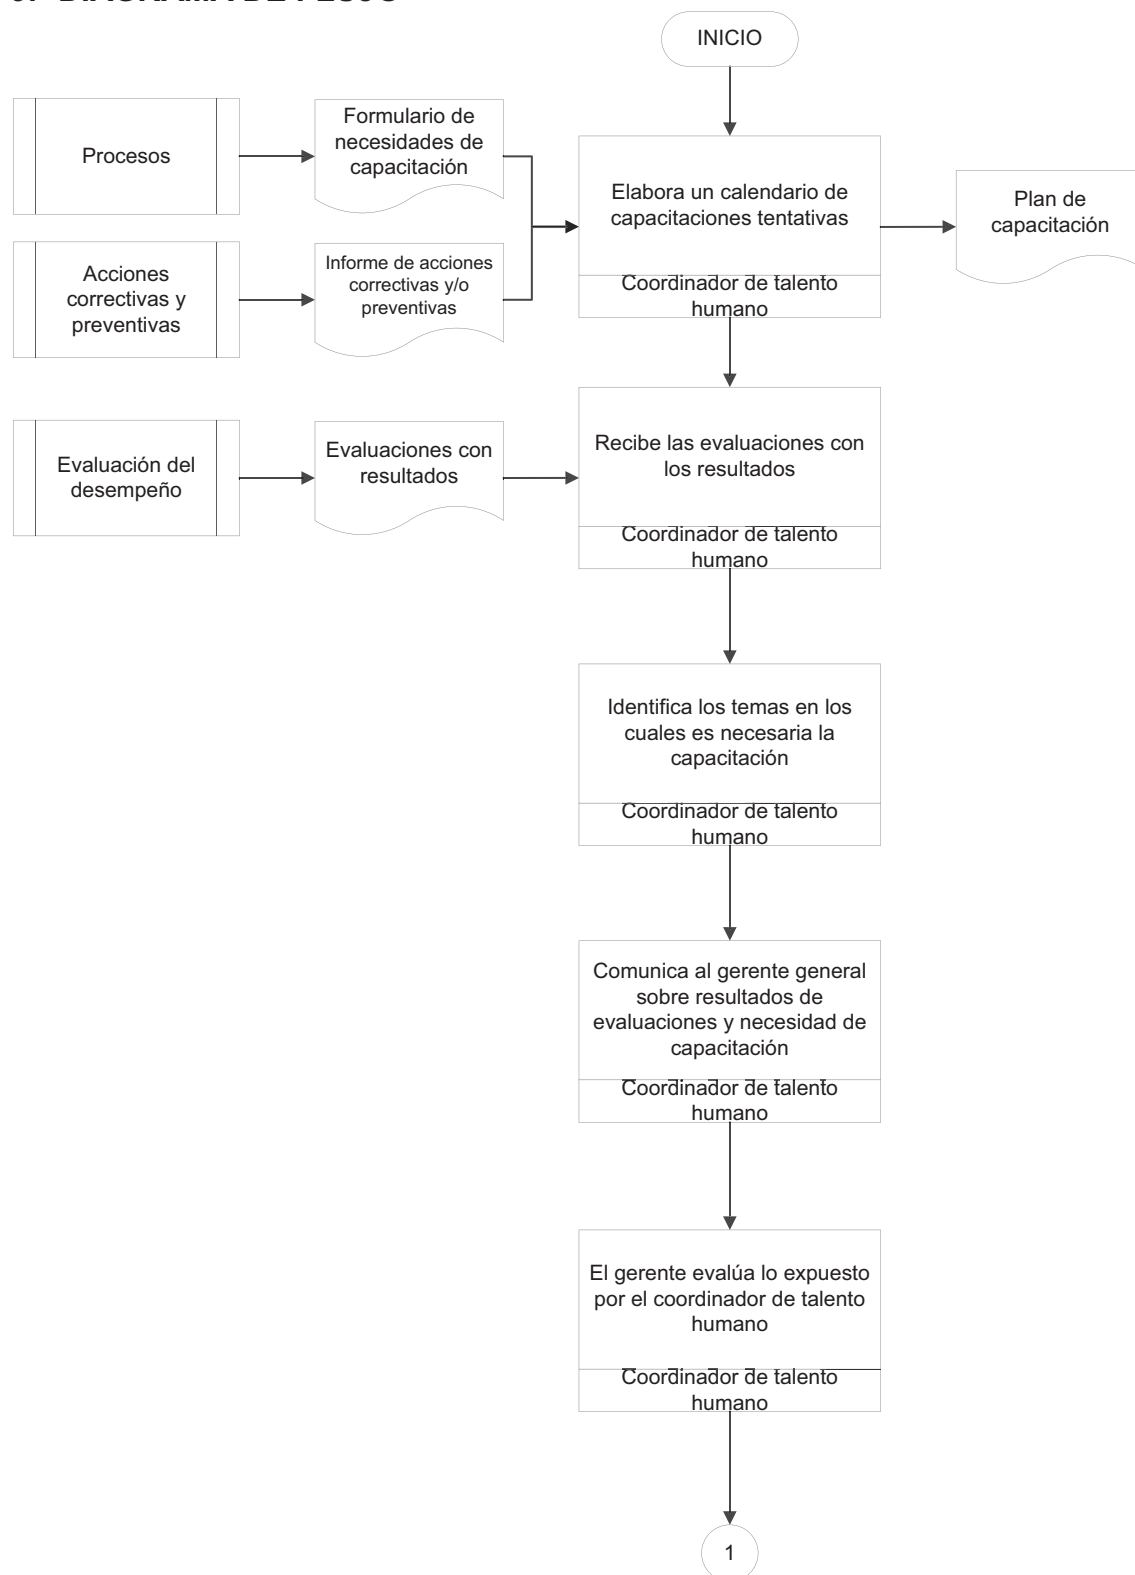 INICIO
Procesos
Formulario de
necesidades de
capacitación
Elabora un calendario de
capacitaciones tentativas
Coordinador de talento
humano
Plan de
capacitación
Acciones
correctivas y
preventivas
Informe de acciones
correctivas y/o
preventivas
Evaluación del
desempeño
Evaluaciones con
resultados
Recibe las evaluaciones con
los resultados
Coordinador de talento
humano
Identifica los temas en los
cuales es necesaria la
capacitación
Coordinador de talento
humano
Comunica al gerente general
sobre resultados de
evaluaciones y necesidad de
capacitación
Coordinador de talento
humano
El gerente evalúa lo expuesto
por el coordinador de talento
humano
Coordinador de talento
humano
1